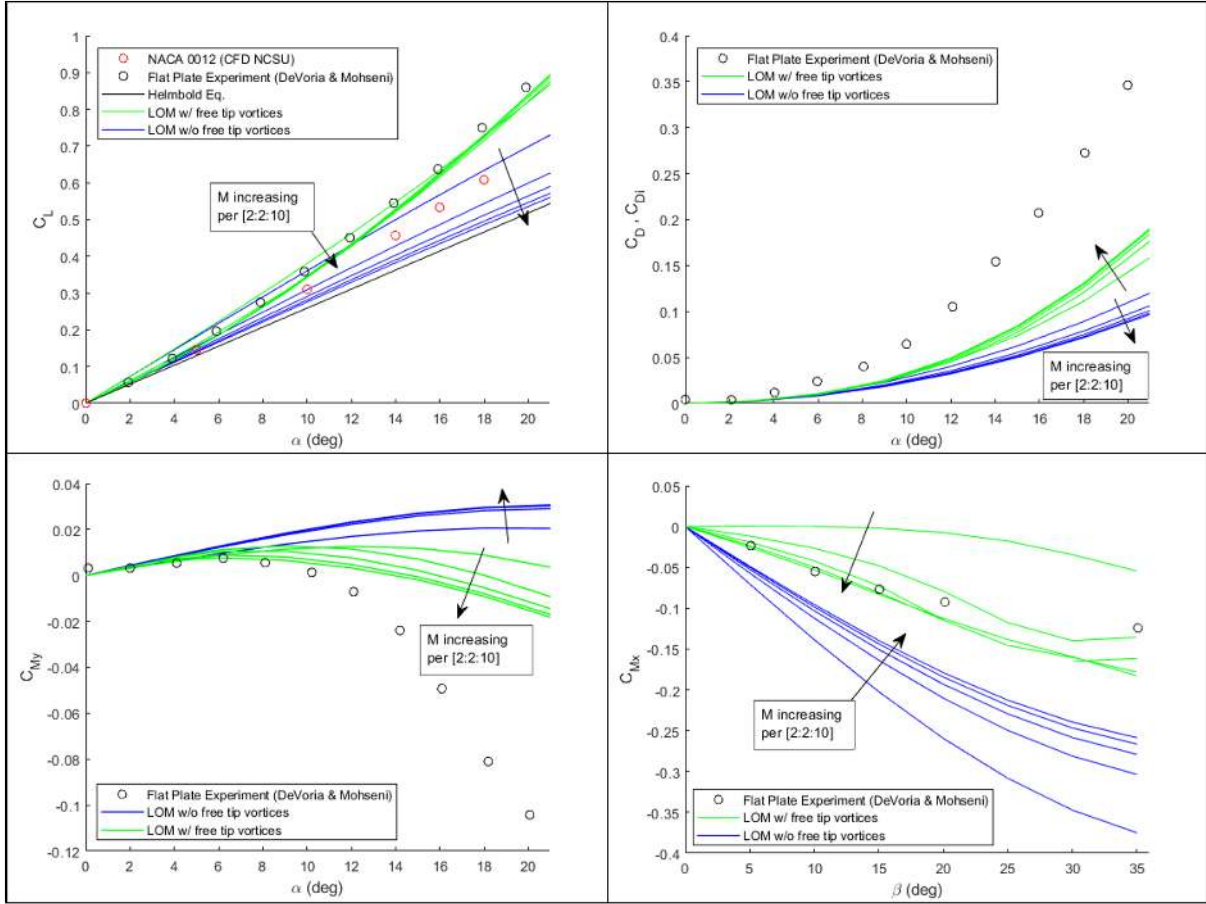 1
0.9
0.8
0.7
0.6
0.5
0.4
0.3
0.2
0.1
0
C_L
NACA 0012 (CFD NCSU)
Flat Plate Experiment (DeVoria & Mohseni)
Helmbold Eq.
LOM w/ free tip vortices
LOM w/o free tip vortices
M increasing
per [2:2:10]
0 2 4 6 8 10 12 14 16 18 20
α (deg)
0.4
0.35
0.3
0.25
0.2
0.15
0.1
0.05
0
C_D , C_Di
Flat Plate Experiment (DeVoria & Mohseni)
LOM w/ free tip vortices
LOM w/o free tip vortices
M increasing
per [2:2:10]
0 2 4 6 8 10 12 14 16 18 20
α (deg)
0.04
0.02
0
-0.02
-0.04
-0.06
-0.08
-0.1
-0.12
C_My
M increasing
per [2:2:10]
Flat Plate Experiment (DeVoria & Mohseni)
LOM w/o free tip vortices
LOM w/ free tip vortices
0 2 4 6 8 10 12 14 16 18 20
α (deg)
0.05
0
-0.05
-0.1
-0.15
-0.2
-0.25
-0.3
-0.35
-0.4
C_Mx
M increasing
per [2:2:10]
Flat Plate Experiment (DeVoria & Mohseni)
LOM w/ free tip vortices
LOM w/o free tip vortices
0 5 10 15 20 25 30 35
β (deg)